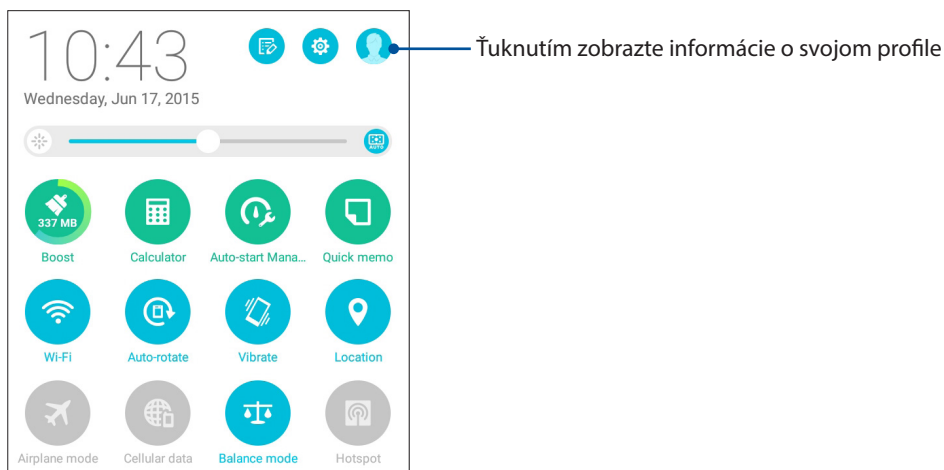 10:43
Ťuknutím zobrazte informácie o svojom profile
Wednesday, Jun 17, 2015
AUTO
337 MB
Boost
Calculator
Auto-start Mana...
Quick memo
Wi-Fi
Auto-rotate
Vibrate
Location
Airplane mode
Cellular data
Balance mode
Hotspot